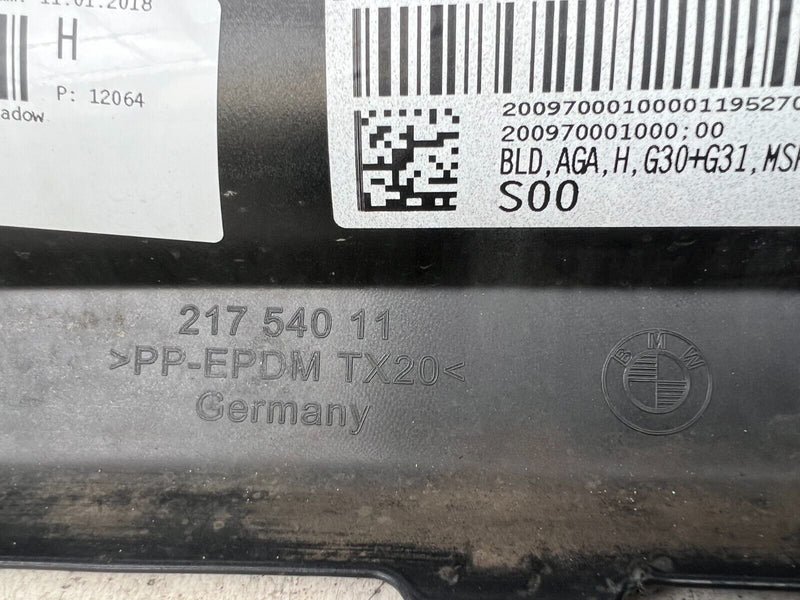 11.01.2018
H
P: 12064
adow
2009700010000119527
200970001000;00
BLD,AGA,H,G30+G31,MS
S00
217 540 11
>PP-EPDM TX20<
Germany
BMW